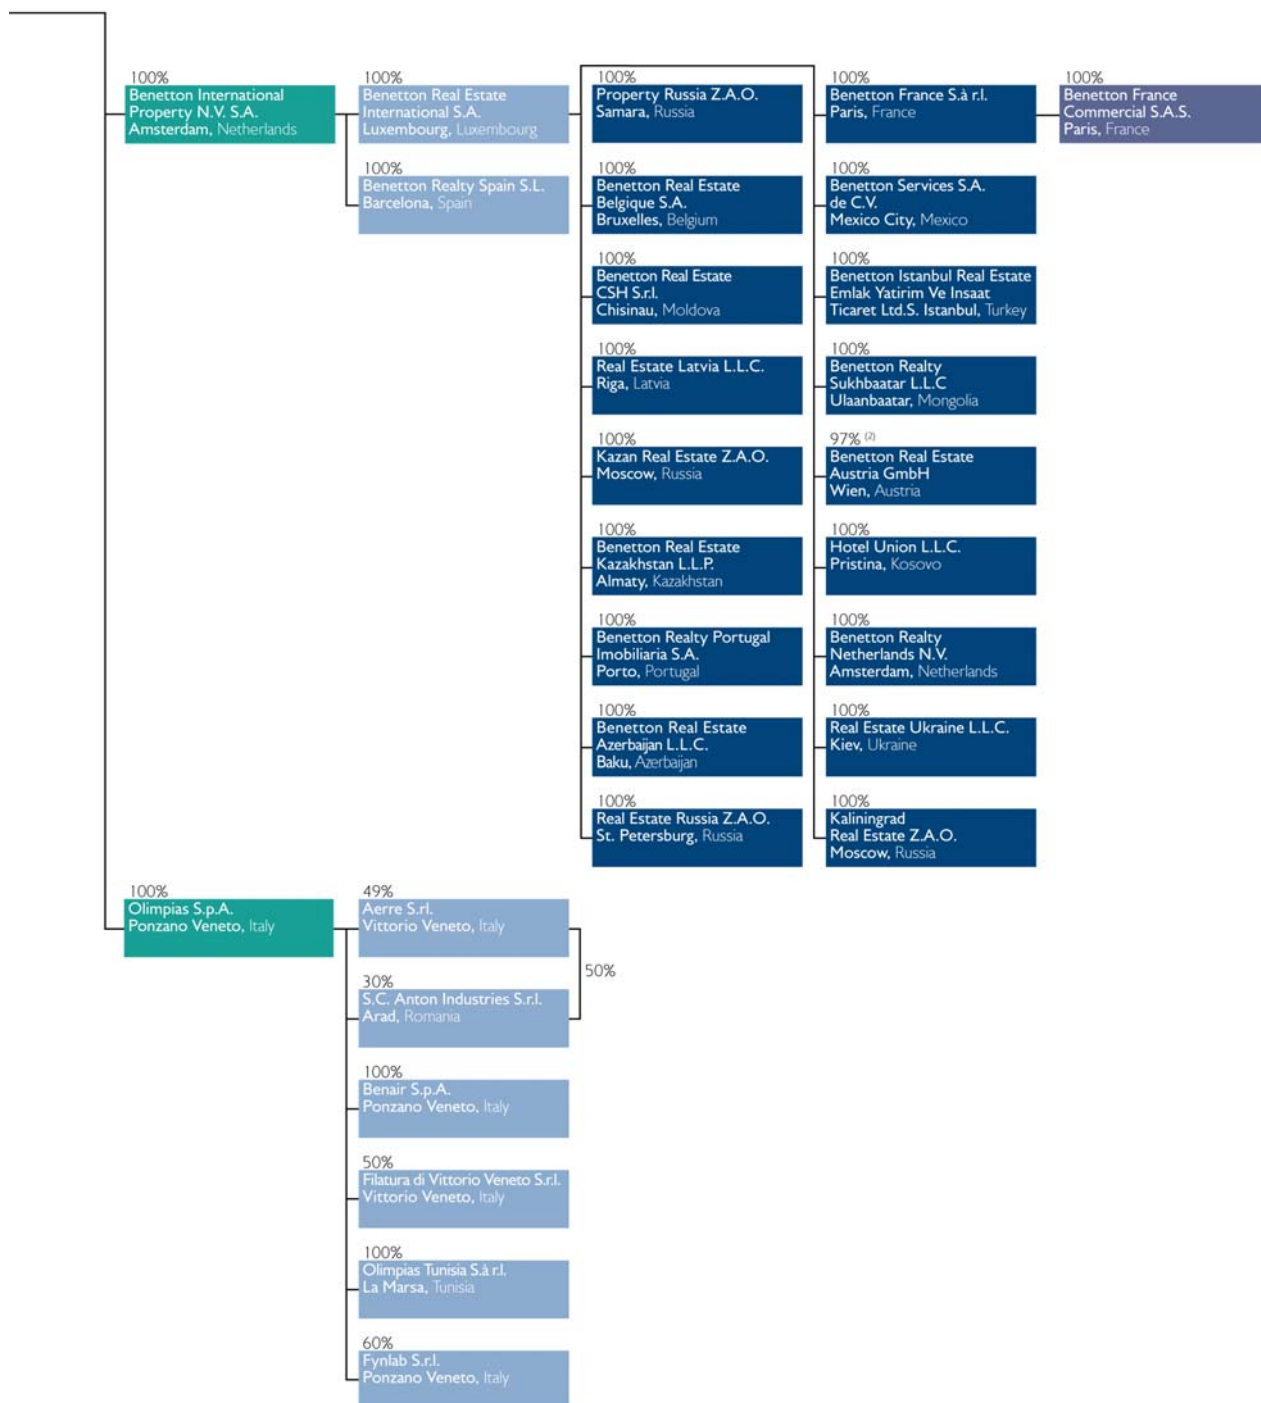 100%
Benetton International
Property N.V. S.A.
Amsterdam, Netherlands
100%
Benetton Real Estate
International S.A.
Luxembourg, Luxembourg
100%
Benetton Realty Spain S.L.
Barcelona, Spain
100%
Property Russia Z.A.O.
Samara, Russia
100%
Benetton Real Estate
Belgique S.A.
Bruxelles, Belgium
100%
Benetton Real Estate
CSH S.r.l.
Chisinau, Moldova
100%
Real Estate Latvia L.L.C.
Riga, Latvia
100%
Kazan Real Estate Z.A.O.
Moscow, Russia
100%
Benetton Real Estate
Kazakhstan L.L.P.
Almaty, Kazakhstan
100%
Benetton Realty Portugal
Imobiliaria S.A.
Porto, Portugal
100%
Benetton Real Estate
Azerbaijan L.L.C.
Baku, Azerbaijan
100%
Real Estate Russia Z.A.O.
St. Petersburg, Russia
100%
Benetton France S.à r.l.
Paris, France
100%
Benetton Services S.A.
de C.V.
Mexico City, Mexico
100%
Benetton Istanbul Real Estate
Emlak Yatirim Ve Insaat
Ticaret Ltd.S. Istanbul, Turkey
100%
Benetton Realty
Sukhbaatar L.L.C
Ulaanbaatar, Mongolia
97% (2)
Benetton Real Estate
Austria GmbH
Wien, Austria
100%
Hotel Union L.L.C.
Pristina, Kosovo
100%
Benetton Realty
Netherlands N.V.
Amsterdam, Netherlands
100%
Real Estate Ukraine L.L.C.
Kiev, Ukraine
100%
Kaliningrad
Real Estate Z.A.O.
Moscow, Russia
100%
Benetton France
Commercial S.A.S.
Paris, France
100%
Olimpias S.p.A.
Ponzano Veneto, Italy
49%
Aerre S.rl.
Vittorio Veneto, Italy
50%
30%
S.C. Anton Industries S.r.l.
Arad, Romania
100%
Benair S.p.A.
Ponzano Veneto, Italy
50%
Filatura di Vittorio Veneto S.r.l.
Vittorio Veneto, Italy
100%
Olimpias Tunisia S.à r.l.
La Marsa, Tunisia
60%
Fynlab S.r.l.
Ponzano Veneto, Italy